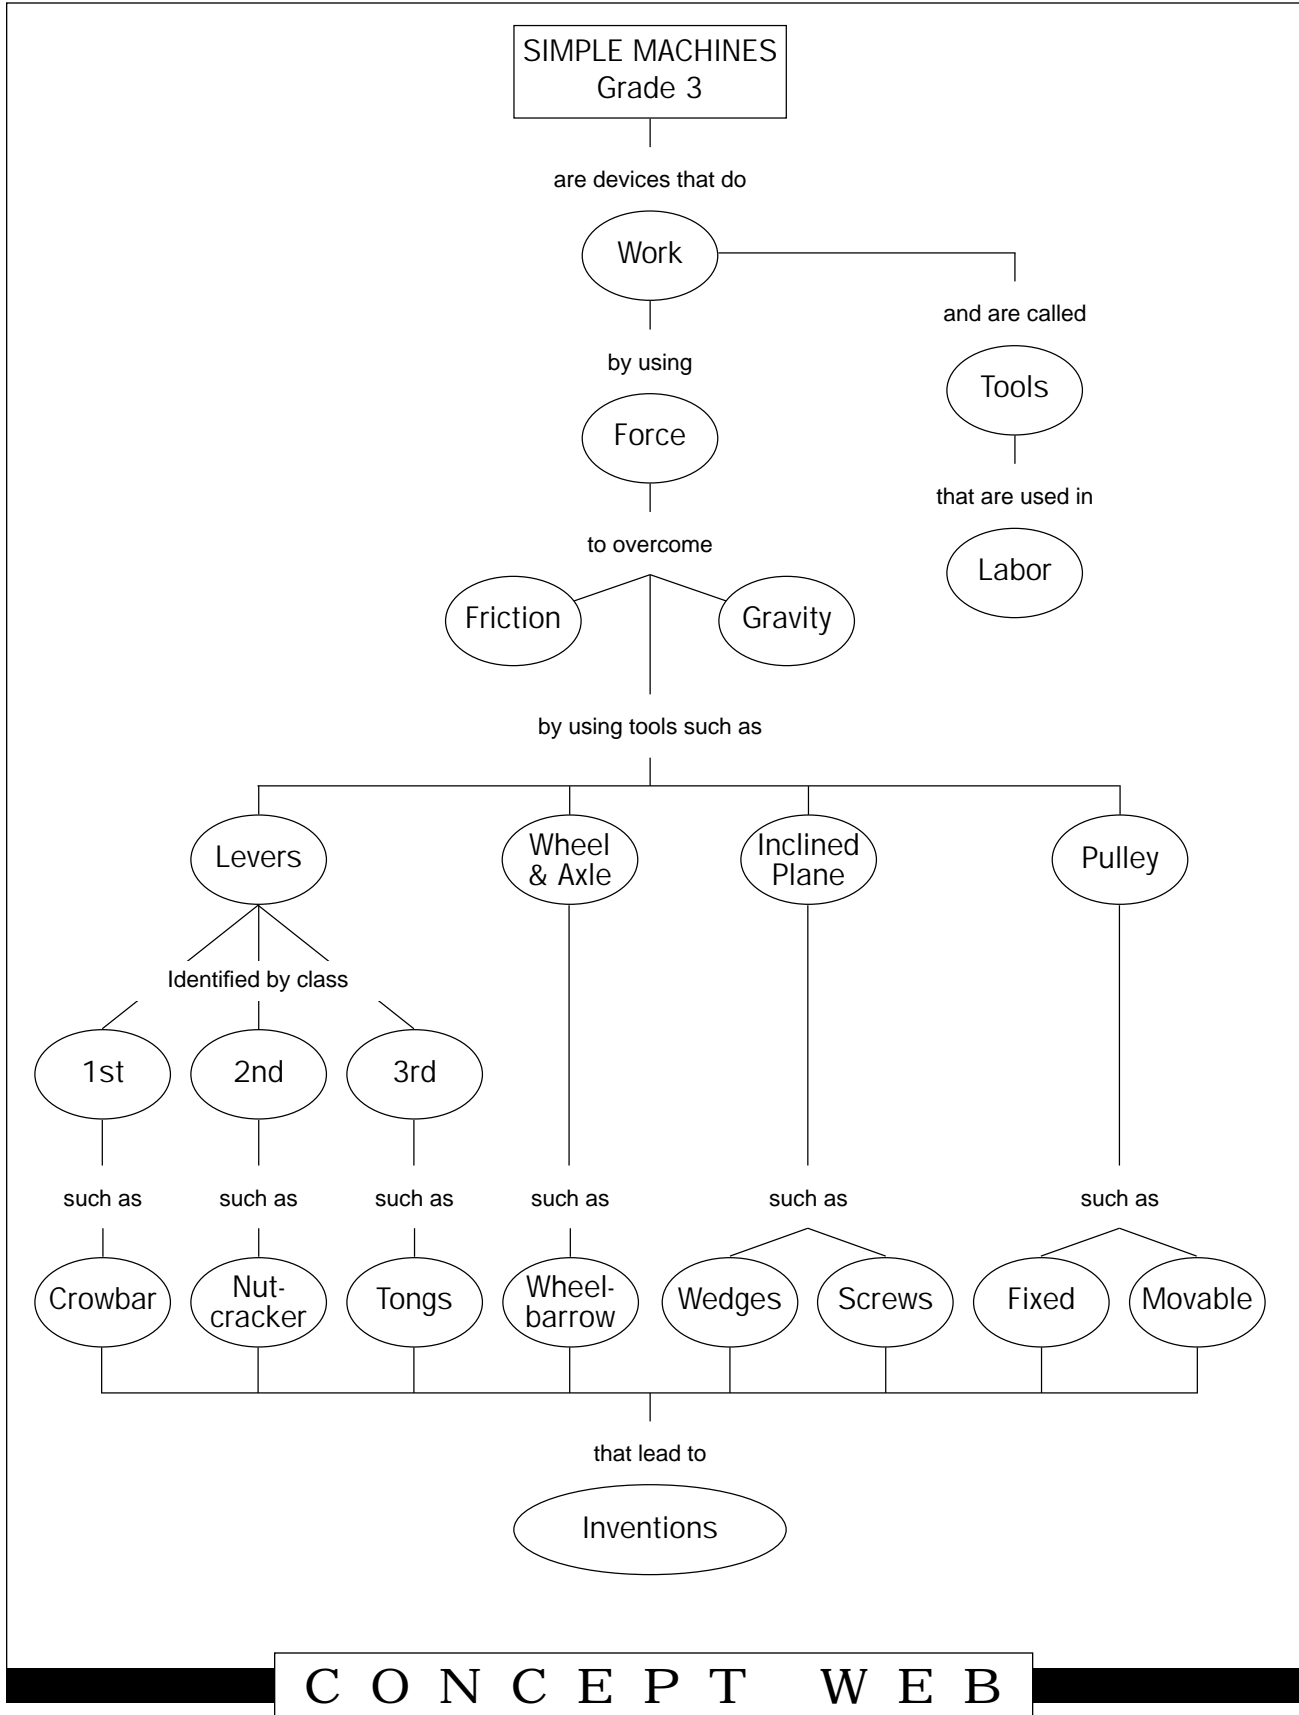 SIMPLE MACHINES
Grade 3
are devices that do
Work
and are called
by using
Tools
Force
that are used in
to overcome
Labor
Friction
Gravity
by using tools such as
Levers
Wheel
& Axle
Inclined
Plane
Pulley
Identified by class
1st
2nd
3rd
such as
such as
such as
such as
such as
such as
Crowbar
Nut-
cracker
Tongs
Wheel-
barrow
Wedges
Screws
Fixed
Movable
that lead to
Inventions
CONCEPT WEB